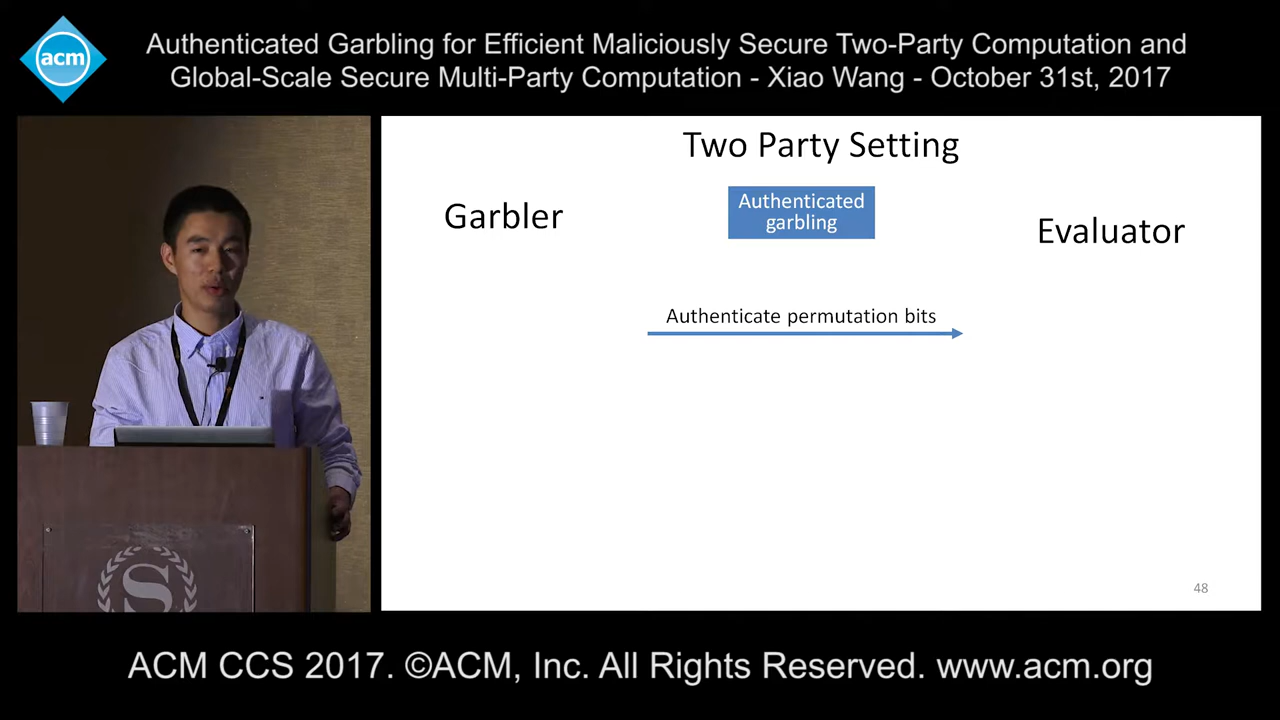 acm
Authenticated Garbling for Efficient Maliciously Secure Two-Party Computation and
Global-Scale Secure Multi-Party Computation - Xiao Wang - October 31st, 2017
Two Party Setting
Authenticated
garbling
Garbler
Evaluator
Authenticate permutation bits
S
48
ACM CCS 2017. ©ACM, Inc. All Rights Reserved. www.acm.org